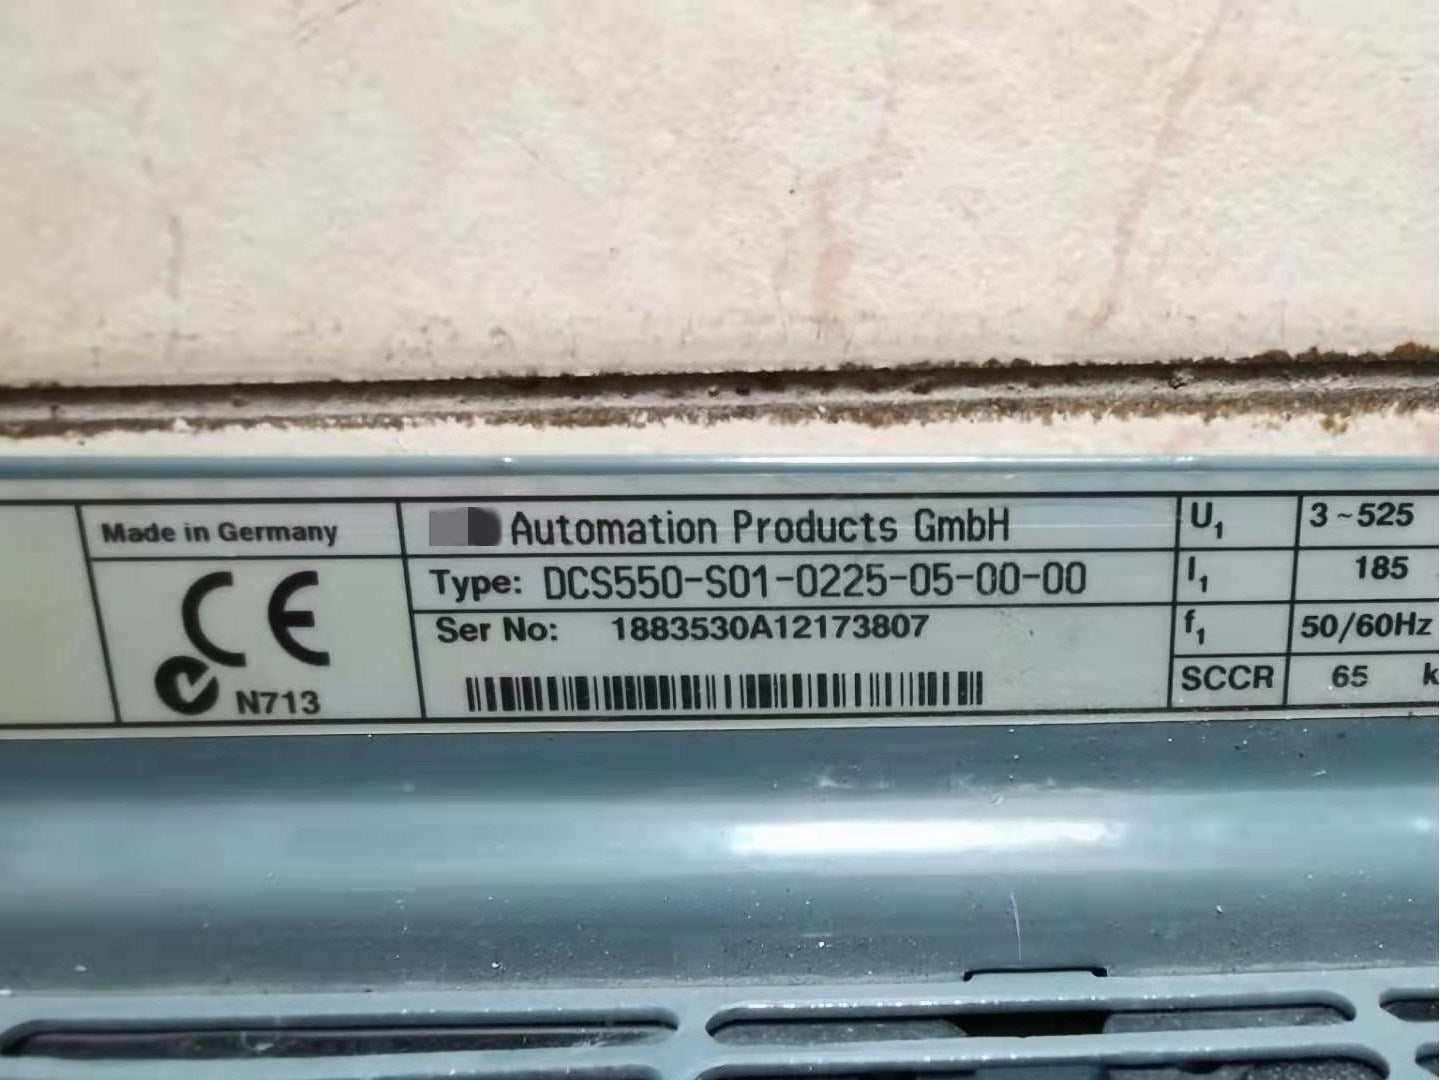 Made in Germany
CE
N713
Automation Products GmbH
Type: DCS550-S01-0225-05-00-00
Ser No: 1883530A12173807
U1 3~525
I1 185
f1 50/60Hz
SCCR 65 k